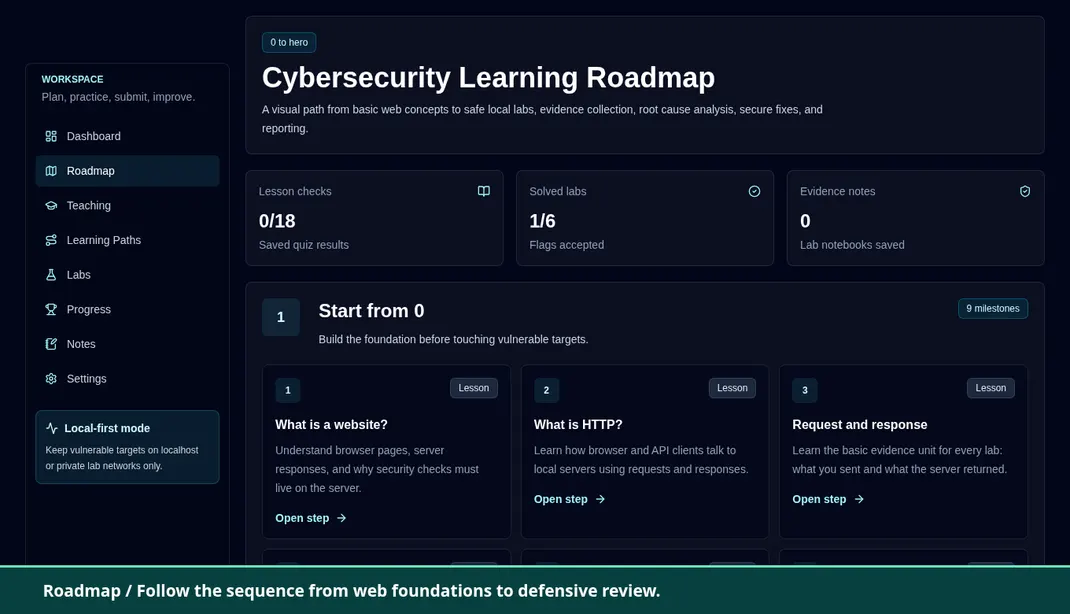 WORKSPACE
Plan, practice, submit, improve.
Dashboard
Roadmap
Teaching
Learning Paths
Labs
Progress
Notes
Settings
Local-first mode
Keep vulnerable targets on localhost
or private lab networks only.
0 to hero
Cybersecurity Learning Roadmap
A visual path from basic web concepts to safe local labs, evidence collection, root cause analysis, secure fixes, and
reporting.
Lesson checks
0/18
Saved quiz results
Solved labs
1/6
Flags accepted
Evidence notes
0
Lab notebooks saved
1
Start from 0
9 milestones
Build the foundation before touching vulnerable targets.
1
Lesson
What is a website?
Understand browser pages, server
responses, and why security checks must
live on the server.
Open step
2
Lesson
What is HTTP?
Learn how browser and API clients talk to
local servers using requests and responses.
Open step
3
Lesson
Request and response
Learn the basic evidence unit for every lab:
what you sent and what the server returned.
Open step
Roadmap / Follow the sequence from web foundations to defensive review.